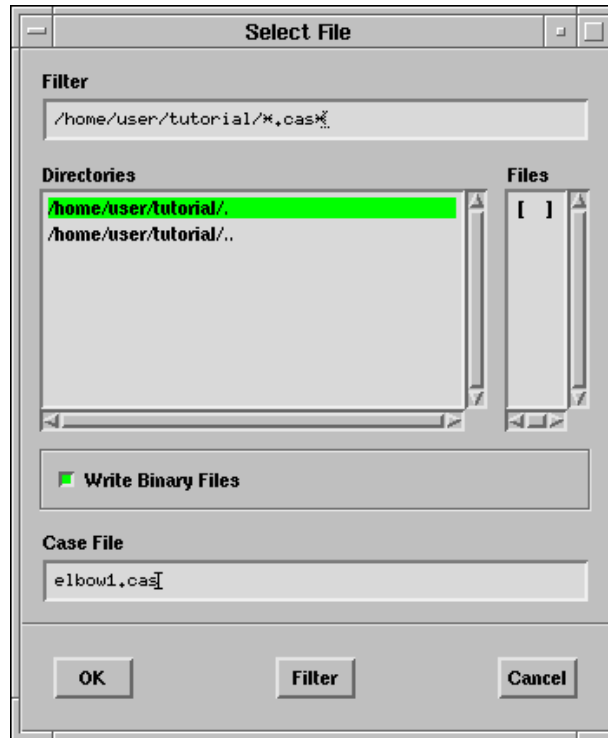 Select File
Filter
/home/user/tutorial/*.cas*
Directories
Files
/home/user/tutorial/.
[ ]
/home/user/tutorial/..
Write Binary Files
Case File
elbow1.cas
OK
Filter
Cancel